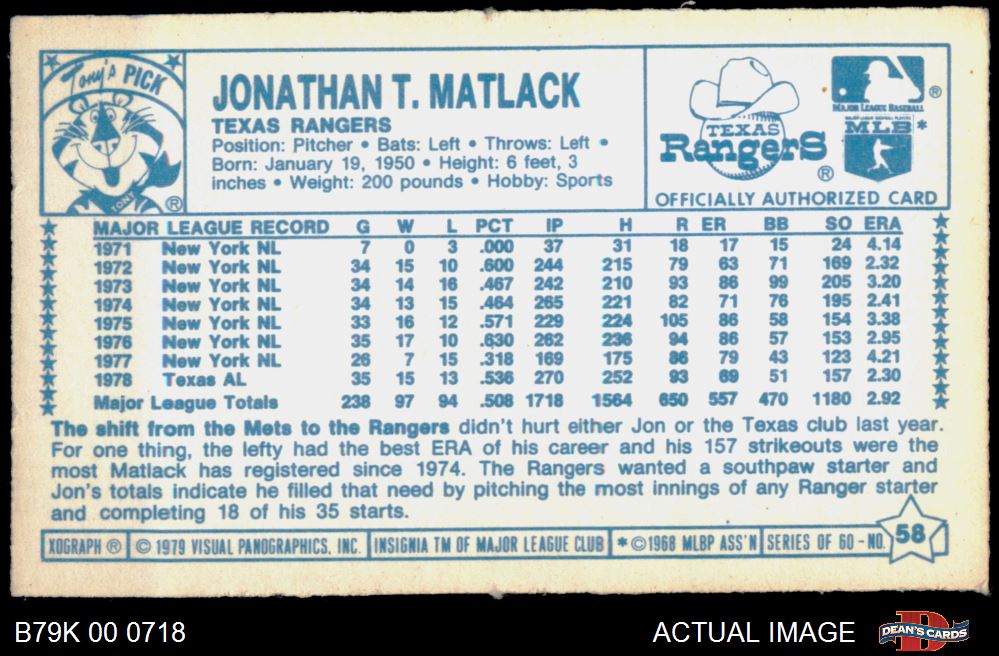 Tony's PICK
TONY
®
JONATHAN T. MATLACK
TEXAS RANGERS
Position: Pitcher • Bats: Left • Throws: Left •
Born: January 19, 1950 • Height: 6 feet, 3
inches • Weight: 200 pounds • Hobby: Sports
TEXAS
Rangers ®
®
MAJOR LEAGUE BASEBALL
MAJOR LEAGUE BASEBALL PLAYERS
MLB *
OFFICIALLY AUTHORIZED CARD
MAJOR LEAGUE RECORD G W L PCT IP H R ER BB SO ERA
1971 New York NL 7 0 3 .000 37 31 18 17 15 24 4.14
1972 New York NL 34 15 10 .600 244 215 79 63 71 169 2.32
1973 New York NL 34 14 16 .467 242 210 93 86 99 205 3.20
1974 New York NL 34 13 15 .464 265 221 82 71 76 195 2.41
1975 New York NL 33 16 12 .571 229 224 105 86 58 154 3.38
1976 New York NL 35 17 10 .630 262 236 94 86 57 153 2.95
1977 New York NL 26 7 15 .318 169 175 86 79 43 123 4.21
1978 Texas AL 35 15 13 .536 270 252 93 69 51 157 2.30
Major League Totals 238 97 94 .508 1718 1564 650 557 470 1180 2.92
The shift from the Mets to the Rangers didn't hurt either Jon or the Texas club last year.
For one thing, the lefty had the best ERA of his career and his 157 strikeouts were the
most Matlack has registered since 1974. The Rangers wanted a southpaw starter and
Jon's totals indicate he filled that need by pitching the most innings of any Ranger starter
and completing 18 of his 35 starts.
XOGRAPH ® © 1979 VISUAL PANOGRAPHICS, INC. INSIGNIA TM OF MAJOR LEAGUE CLUB * © 1968 MLBP ASS'N SERIES OF 60 - NO. 58
B79K 00 0718 ACTUAL IMAGE DEAN'S CARDS